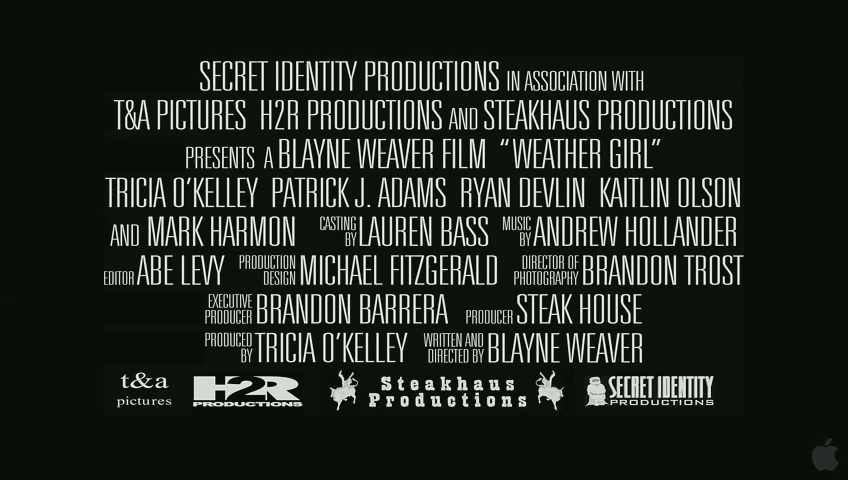 SECRET IDENTITY PRODUCTIONS IN ASSOCIATION WITH
T&A PICTURES H2R PRODUCTIONS AND STEAKHAUS PRODUCTIONS
PRESENTS A BLAYNE WEAVER FILM “WEATHER GIRL”
TRICIA O'KELLEY PATRICK J. ADAMS RYAN DEVLIN KAITLIN OLSON
AND MARK HARMON CASTING BY LAUREN BASS MUSIC BY ANDREW HOLLANDER
EDITOR ABE LEVY PRODUCTION DESIGN MICHAEL FITZGERALD DIRECTOR OF PHOTOGRAPHY BRANDON TROST
EXECUTIVE PRODUCER BRANDON BARRERA PRODUCER STEAK HOUSE
PRODUCED BY TRICIA O'KELLEY WRITTEN AND DIRECTED BY BLAYNE WEAVER
t&a pictures H2R PRODUCTIONS Steakhaus Productions SECRET IDENTITY PRODUCTIONS